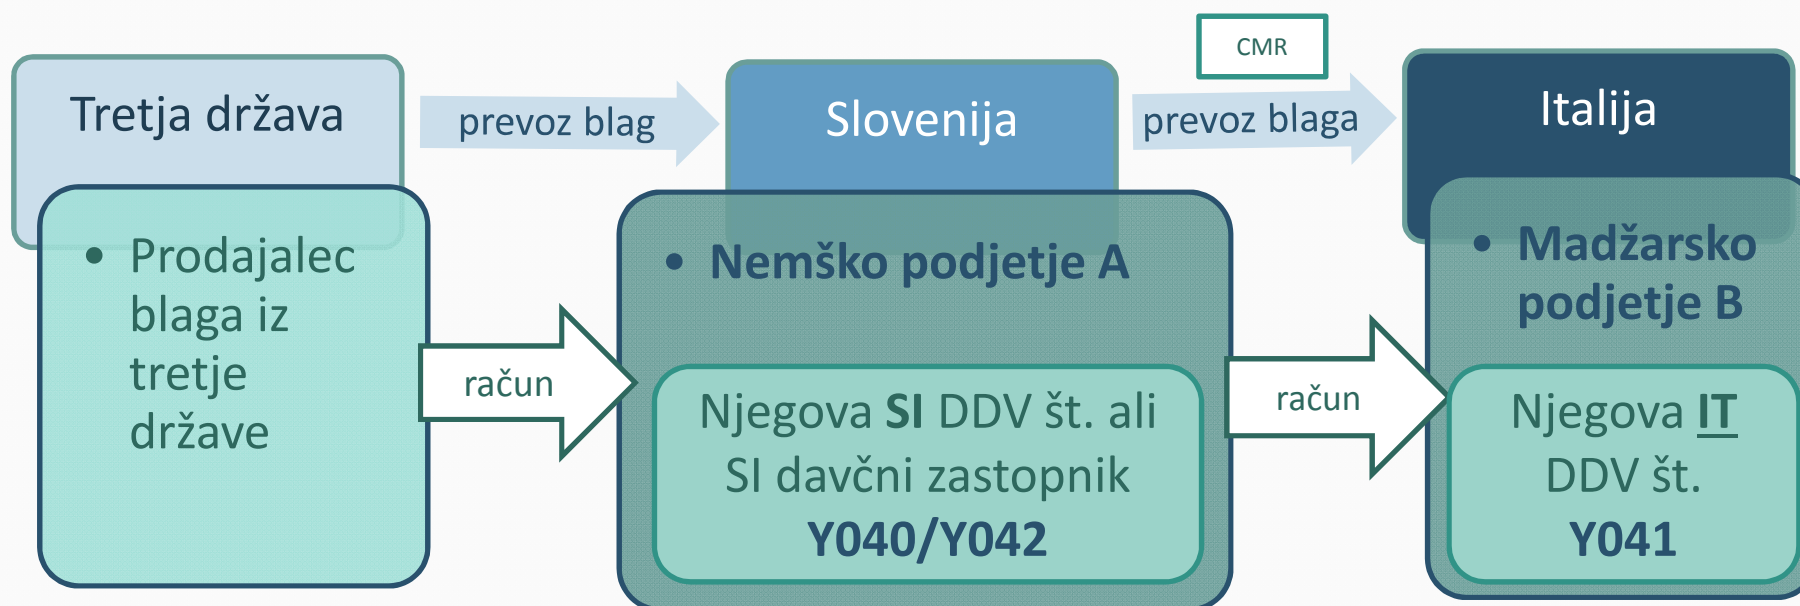 Tretja država
prevoz blag
Slovenija
CMR
prevoz blaga
Italija
• Prodajalec
blaga iz
tretje
države
račun
• Nemško podjetje A
Njegova SI DDV št. ali
SI davčni zastopnik
Y040/Y042
račun
• Madžarsko
podjetje B
Njegova IT
DDV št.
Y041